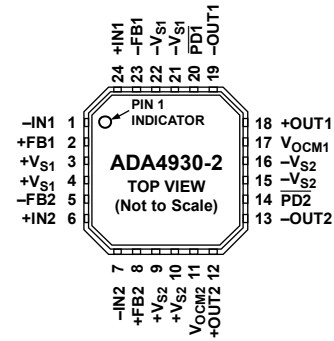 24 +IN1
23 –FB1
22 –VS1
21 –VS1
20 PD1
19 –OUT1
–IN1 1
+FB1 2
+VS1 3
+VS1 4
–FB2 5
+IN2 6
PIN 1
INDICATOR
ADA4930-2
TOP VIEW
(Not to Scale)
18 +OUT1
17 VOCM1
16 –VS2
15 –VS2
14 PD2
13 –OUT2
–IN2 7
+FB2 8
+VS2 9
+VS2 10
VOCM2 11
+OUT2 12